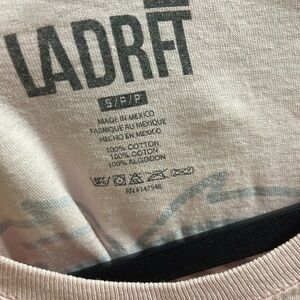 LADRFT
S/P/P
MADE IN MEXICO
FABRIQUÉ AU MEXIQUE
HECHO EN MEXICO
100% COTTON
100% COTON
100% ALGODON
RN #147548